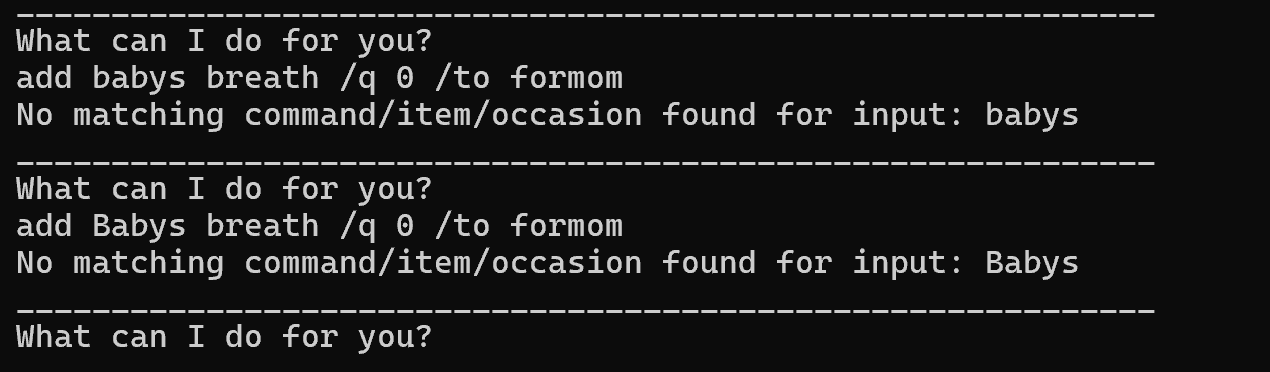 ____________________________________________________________
What can I do for you?
add babys breath /q 0 /to formom
No matching command/item/occasion found for input: babys
____________________________________________________________
What can I do for you?
add Babys breath /q 0 /to formom
No matching command/item/occasion found for input: Babys
____________________________________________________________
What can I do for you?